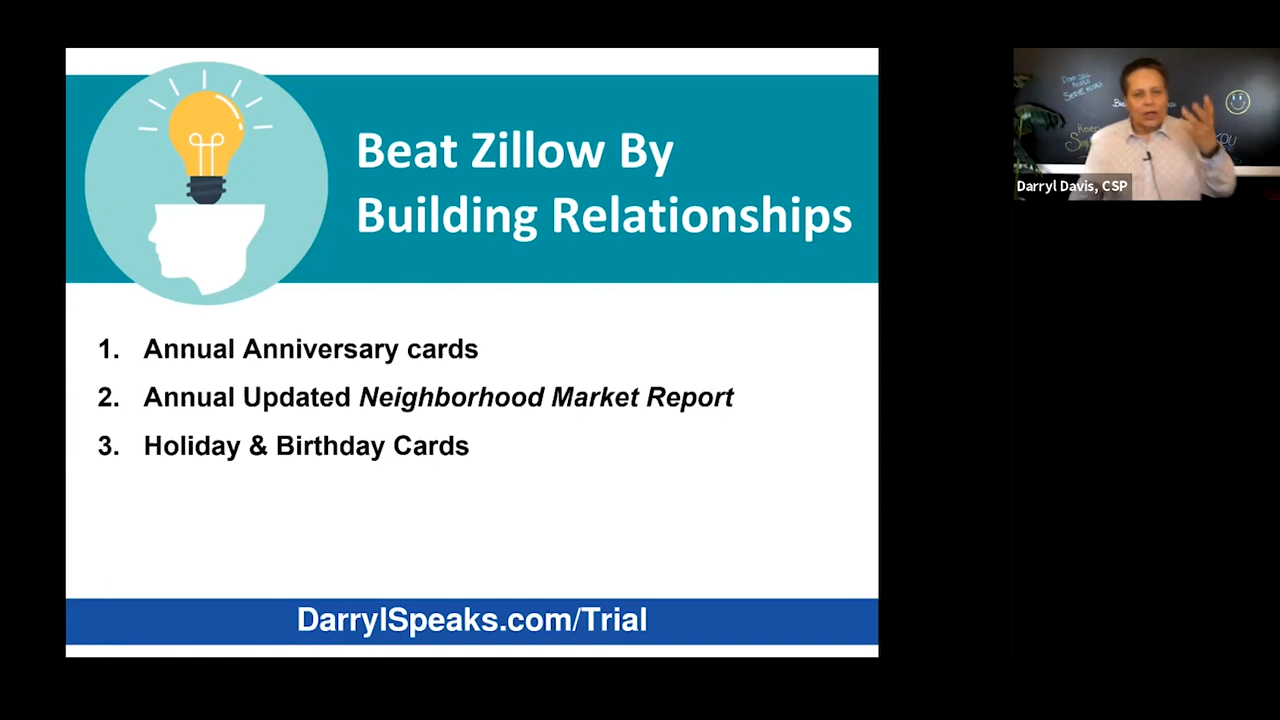 Beat Zillow By
Building Relationships
1. Annual Anniversary cards
2. Annual Updated Neighborhood Market Report
3. Holiday & Birthday Cards
DarrylSpeaks.com/Trial
Darryl Davis, CSP